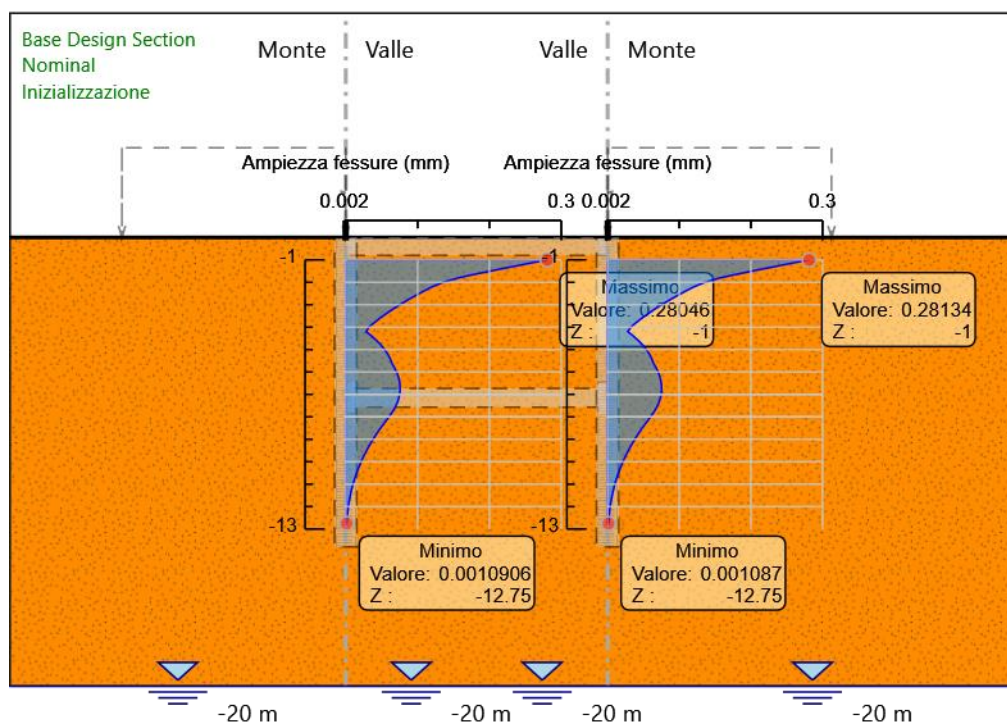 Base Design Section
Nominal
Inizializzazione
Monte Valle Valle Monte
Ampiezza fessure (mm) Ampiezza fessure (mm)
0.002 0.3 0.002 0.3
-1 -1
Massimo
Valore: 0.28046
Z : -1
Massimo
Valore: 0.28134
Z : -1
-13 -13
Minimo
Valore: 0.0010906
Z : -12.75
Minimo
Valore: 0.001087
Z : -12.75
-20 m -20 m -20 m -20 m